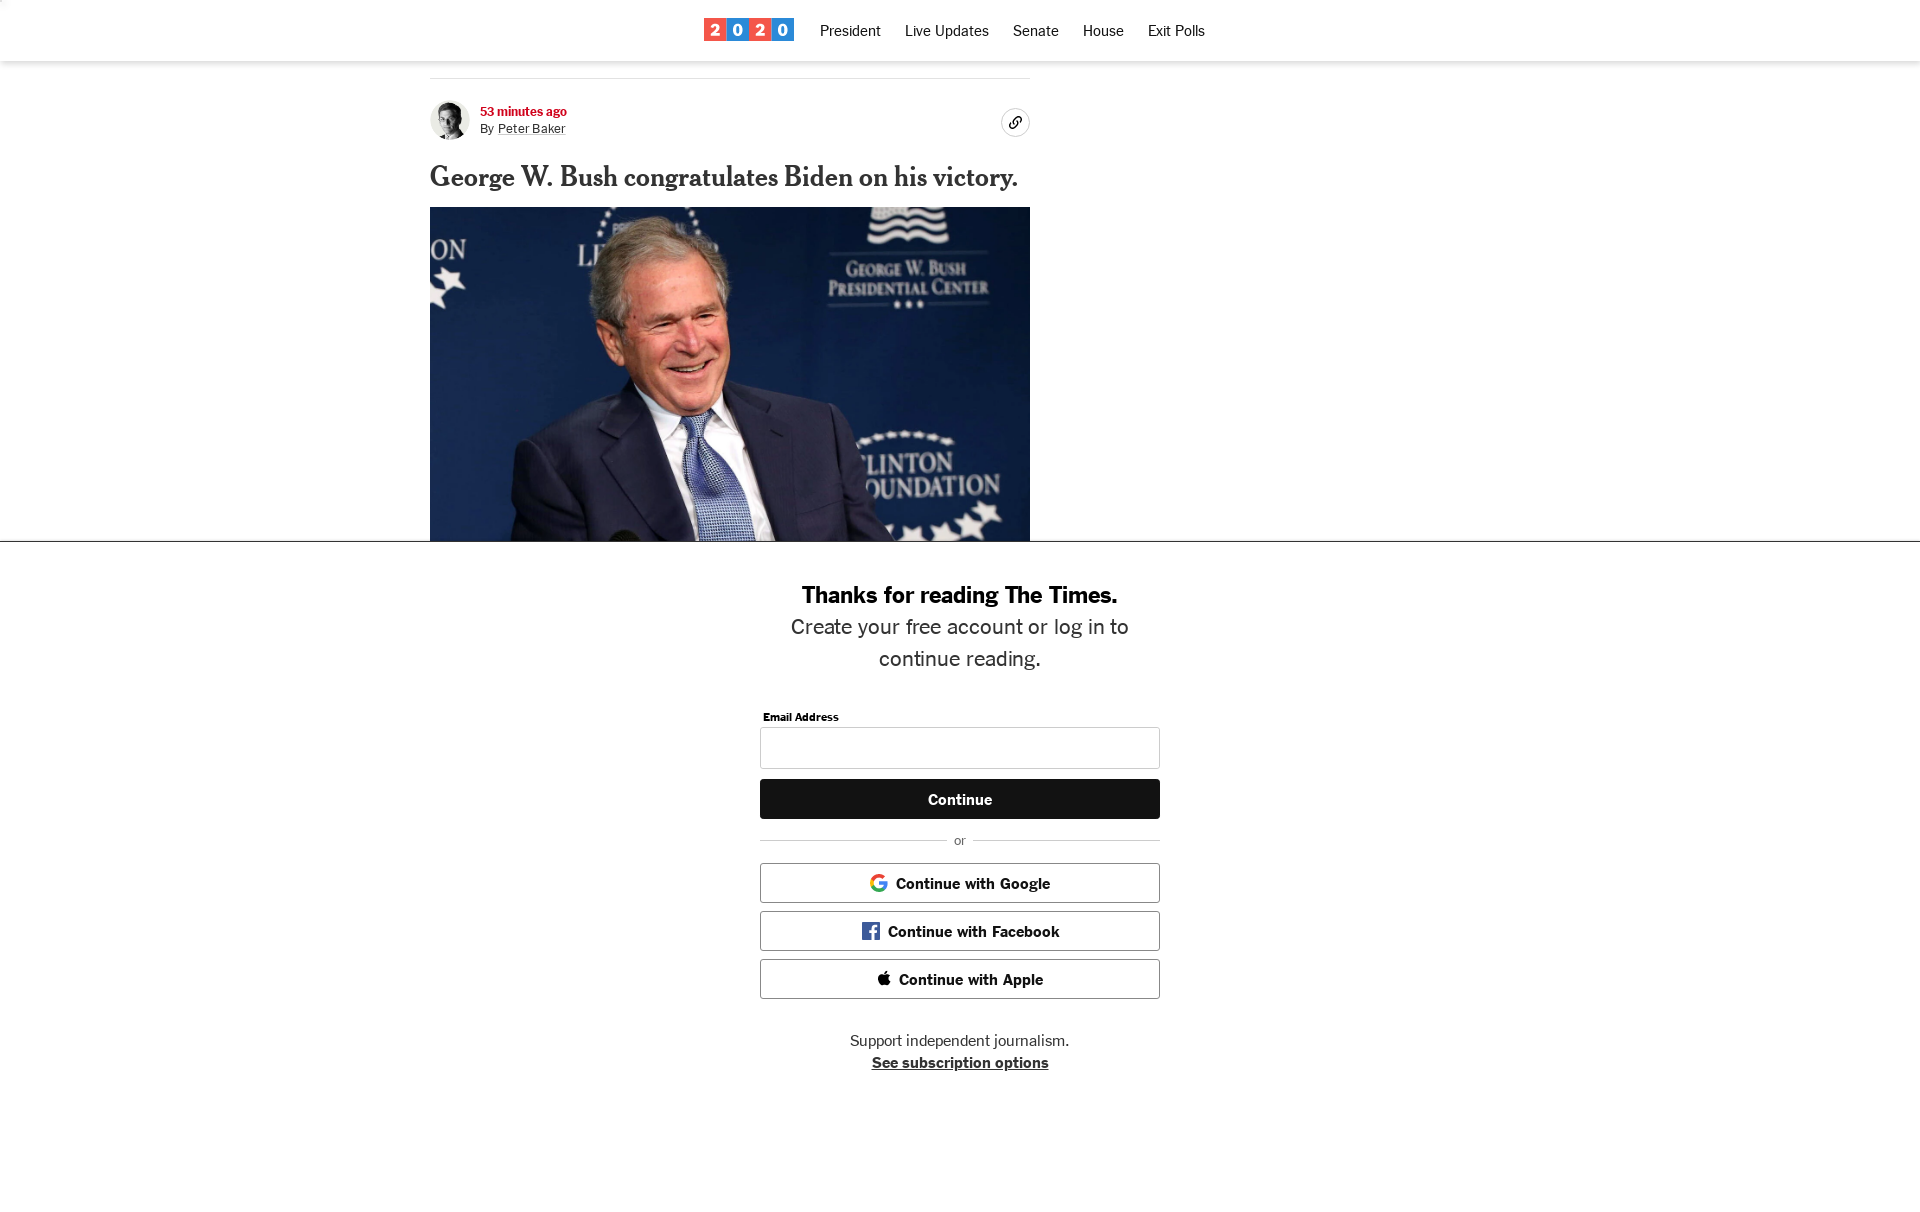 2020 President Live Updates Senate House Exit Polls
53 minutes ago
By Peter Baker
George W. Bush congratulates Biden on his victory.
ON
GEORGE W. BUSH
PRESIDENTIAL CENTER
CLINTON
FOUNDATION
Thanks for reading The Times.
Create your free account or log in to
continue reading.
Email Address
Continue
or
Continue with Google
Continue with Facebook
Continue with Apple
Support independent journalism.
See subscription options